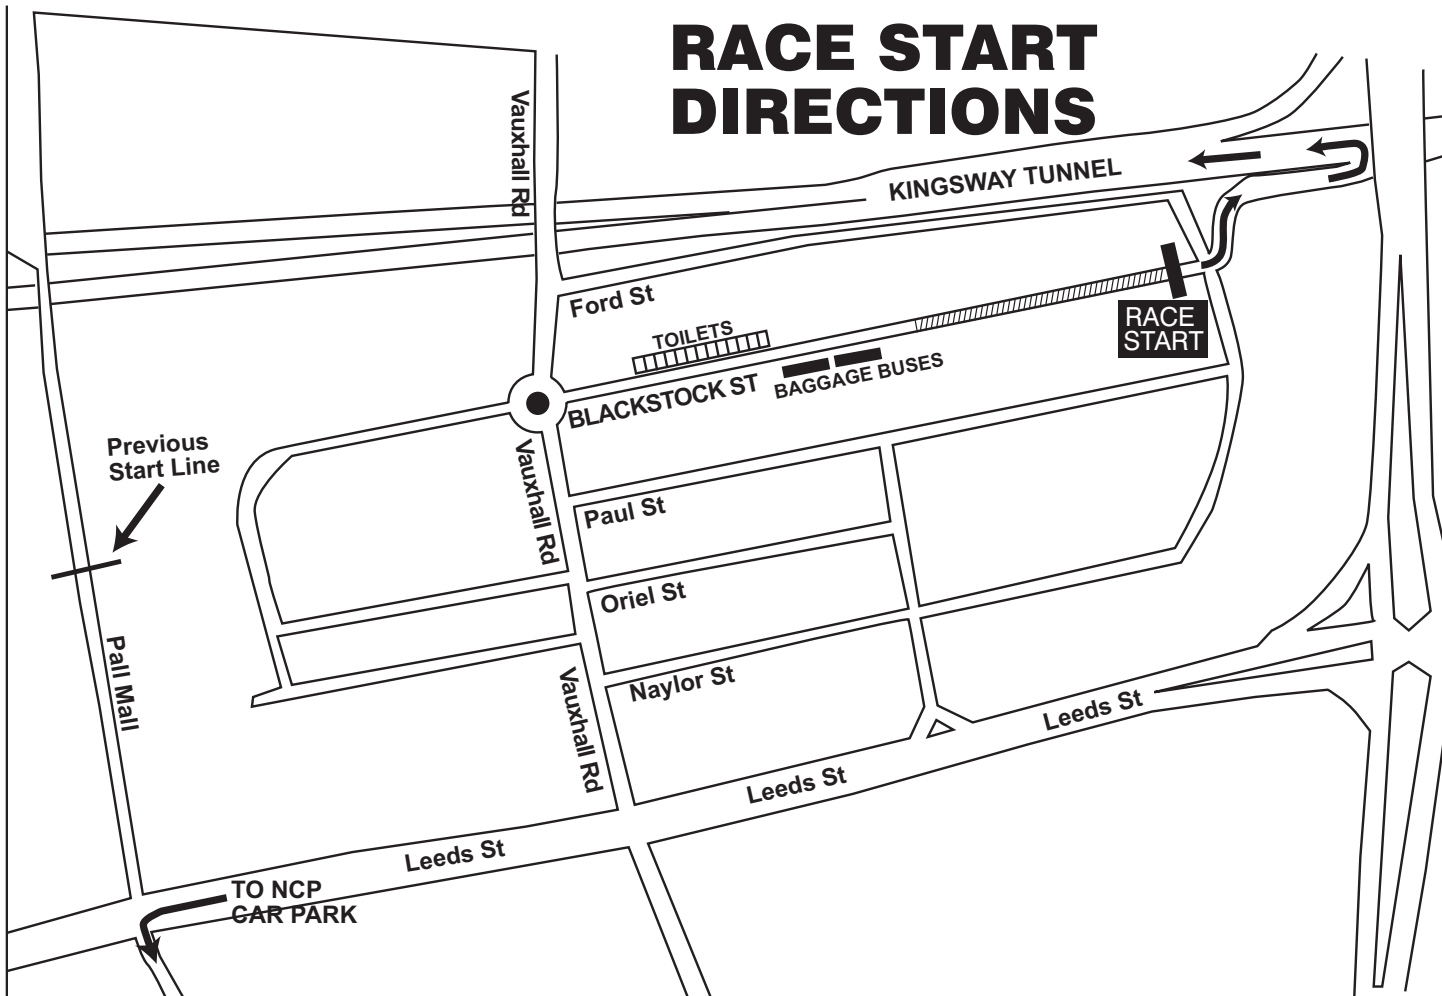 RACE START
DIRECTIONS
Vauxhall Rd
KINGSWAY TUNNEL
Ford St
TOILETS
RACE
START
BAGGAGE BUSES
BLACKSTOCK ST
Previous
Start Line
Vauxhall Rd
Paul St
Oriel St
Pall Mall
Naylor St
Vauxhall Rd
Leeds St
Leeds St
Leeds St
TO NCP
CAR PARK